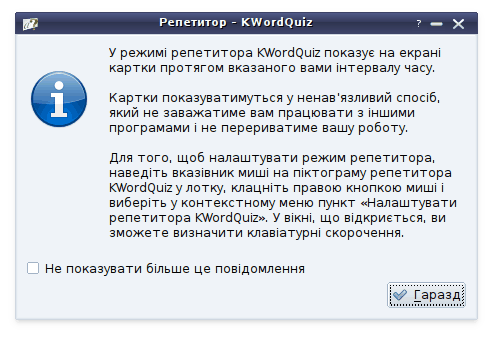 Репетитор - KWordQuiz
?
У режимі репетитора KWordQuiz показує на екрані
картки протягом вказаного вами інтервалу часу.
Картки показуватимуться у ненав'язливий спосіб,
який не заважатиме вам працювати з іншими
програмами і не перериватиме вашу роботу.
Для того, щоб налаштувати режим репетитора,
наведіть вказівник миші на піктограму репетитора
KWordQuiz у лотку, клацніть правою кнопкою миші і
виберіть у контекстному меню пункт «Налаштувати
репетитора KWordQuiz». У вікні, що відкриється, ви
зможете визначити клавіатурні скорочення.
Не показувати більше це повідомлення
Гаразд